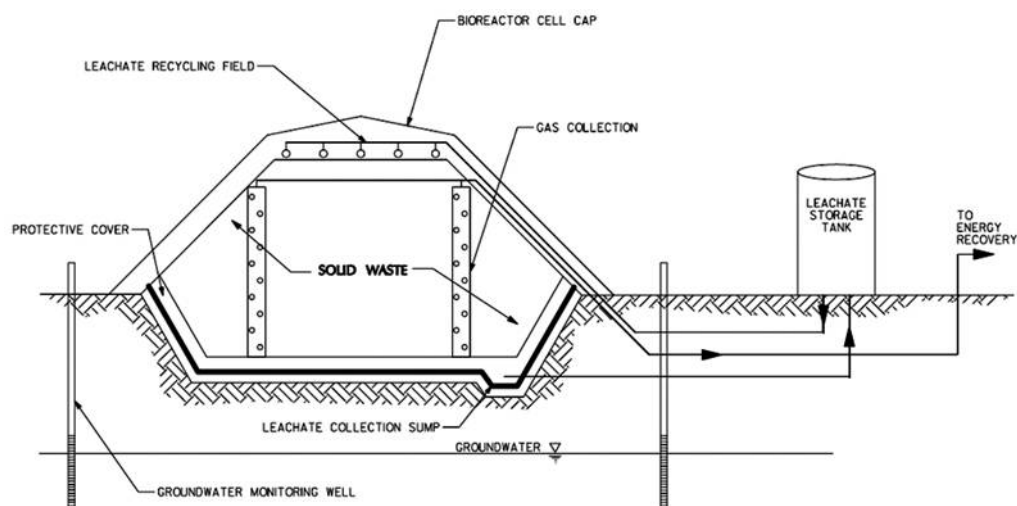 BIOREACTOR CELL CAP
LEACHATE RECYCLING FIELD
GAS COLLECTION
LEACHATE
STORAGE
TANK
TO
ENERGY
RECOVERY
PROTECTIVE COVER
SOLID WASTE
LEACHATE COLLECTION SUMP
GROUNDWATER
GROUNDWATER MONITORING WELL